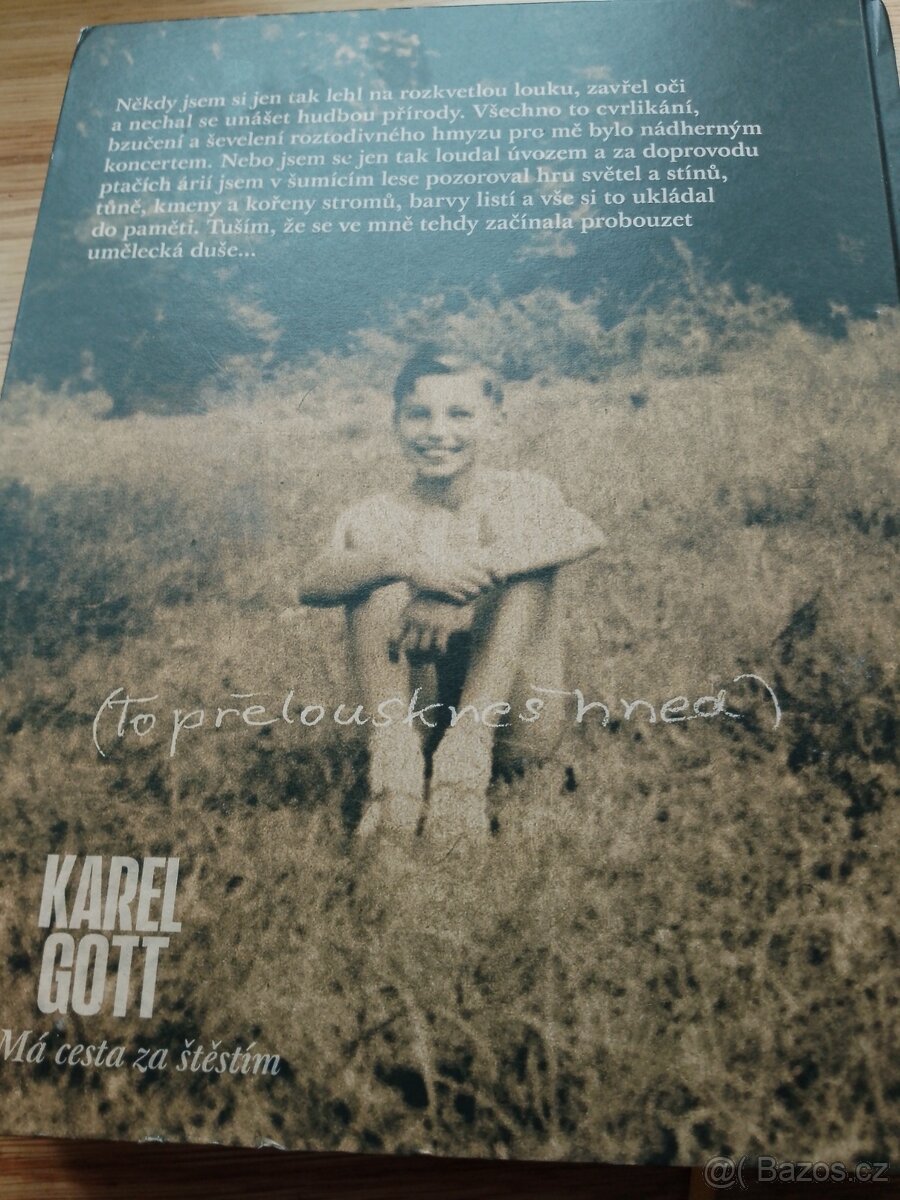 Někdy jsem si jen tak lehl na rozkvetlou louku, zavřel oči
a nechal se unášet hudbou přírody. Všechno to cvrlikání,
bzučení a ševelení roztodivného hmyzu pro mě bylo nádherným
koncertem. Nebo jsem se jen tak loudal úvozem a za doprovodu
ptačích árií jsem v šumícím lese pozoroval hru světel a stínů,
tůně, kmeny a kořeny stromů, barvy listí a vše si to ukládal
do paměti. Tuším, že se ve mně tehdy začínala probouzet
umělecká duše...
(To přelouskneš hned)
KAREL
GOTT
Má cesta za štěstím
@( Bazos.cz